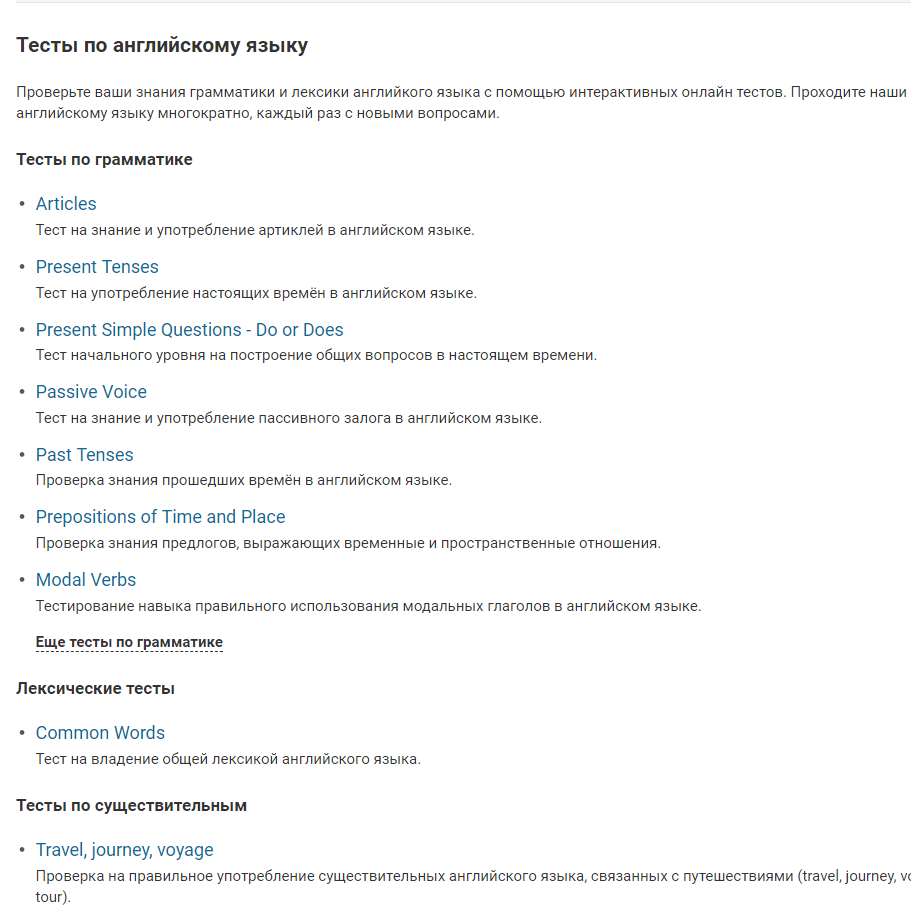 Тесты по английскому языку
Проверьте ваши знания грамматики и лексики английкого языка с помощью интерактивных онлайн тестов. Проходите наши
английскому языку многократно, каждый раз с новыми вопросами.
Тесты по грамматике
• Articles
Тест на знание и употребление артиклей в английском языке.
• Present Tenses
Тест на употребление настоящих времён в английском языке.
• Present Simple Questions - Do or Does
Тест начального уровня на построение общих вопросов в настоящем времени.
• Passive Voice
Тест на знание и употребление пассивного залога в английском языке.
• Past Tenses
Проверка знания прошедших времён в английском языке.
• Prepositions of Time and Place
Проверка знания предлогов, выражающих временные и пространственные отношения.
• Modal Verbs
Тестирование навыка правильного использования модальных глаголов в английском языке.
Еще тесты по грамматике
Лексические тесты
• Common Words
Тест на владение общей лексикой английского языка.
Тесты по существительным
• Travel, journey, voyage
Проверка на правильное употребление существительных английского языка, связанных с путешествиями (travel, journey,
tour).